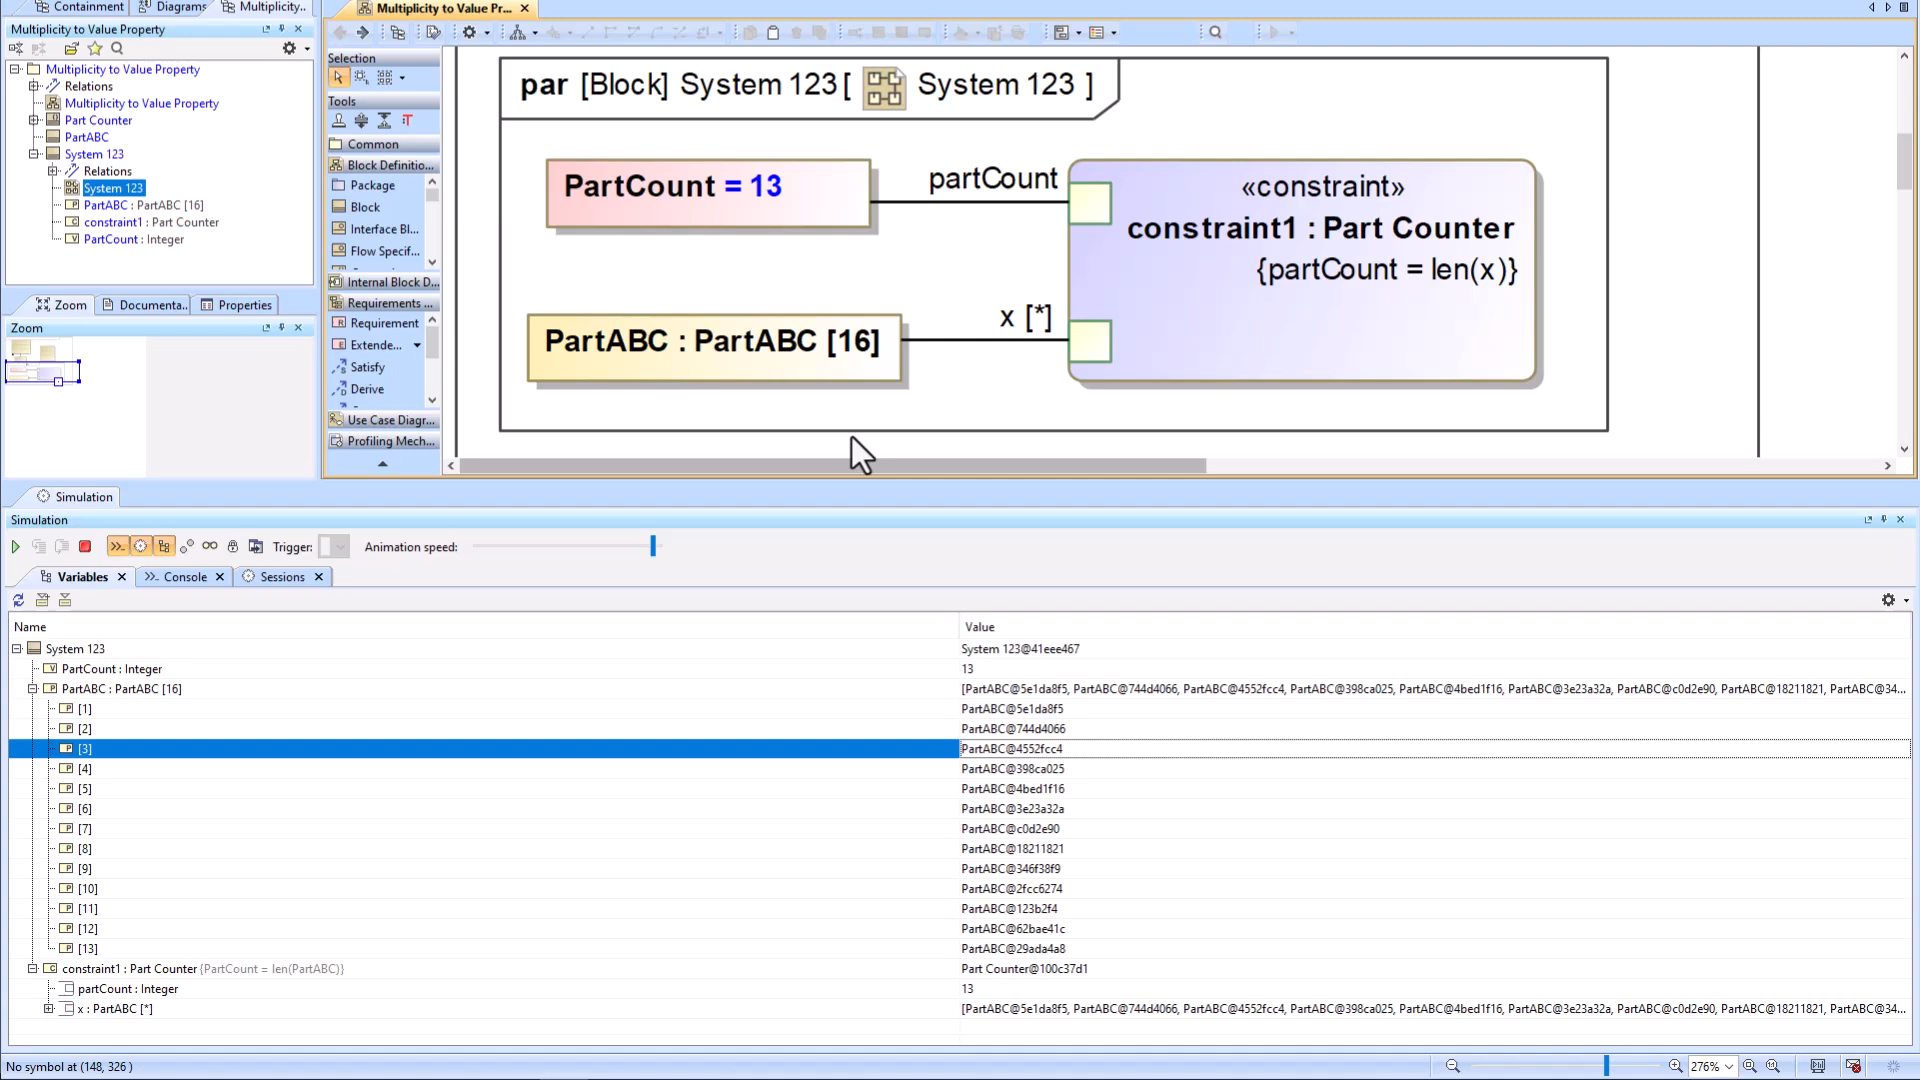 Containment
Diagrams
Multiplicity..
Multiplicity to Value Property
Multiplicity to Value Property
Relations
Multiplicity to Value Property
Part Counter
PartABC
System 123
Relations
System 123
PartABC : PartABC [16]
constraint1 : Part Counter
PartCount : Integer
Zoom
Documenta..
Properties
Zoom
Multiplicity to Value Pr...
Selection
Tools
Common
Block Definitio...
Package
Block
Interface Bl...
Flow Specif...
Internal Block D...
Requirements ...
Requirement
Extende...
Satisfy
Derive
Use Case Diagr...
Profiling Mech...
par [Block] System 123 [ System 123 ]
PartCount = 13
partCount
«constraint»
constraint1 : Part Counter
{partCount = len(x)}
x [*]
PartABC : PartABC [16]
Simulation
Simulation
Trigger:
Animation speed:
Variables
Console
Sessions
Name Value
System 123 System 123@41eee467
PartCount : Integer 13
PartABC : PartABC [16] [PartABC@5e1da8f5, PartABC@744d4066, PartABC@4552fcc4, PartABC@398ca025, PartABC@4bed1f16, PartABC@3e23a32a, PartABC@c0d2e90, PartABC@18211821, PartABC@34...
[1] PartABC@5e1da8f5
[2] PartABC@744d4066
[3] PartABC@4552fcc4
[4] PartABC@398ca025
[5] PartABC@4bed1f16
[6] PartABC@3e23a32a
[7] PartABC@c0d2e90
[8] PartABC@18211821
[9] PartABC@346f38f9
[10] PartABC@2fcc6274
[11] PartABC@123b2f4
[12] PartABC@62bae41c
[13] PartABC@29ada4a8
constraint1 : Part Counter {PartCount = len(PartABC)} Part Counter@100c37d1
partCount : Integer 13
x : PartABC [*] [PartABC@5e1da8f5, PartABC@744d4066, PartABC@4552fcc4, PartABC@398ca025, PartABC@4bed1f16, PartABC@3e23a32a, PartABC@c0d2e90, PartABC@18211821, PartABC@34...
No symbol at (148, 326 )
276%